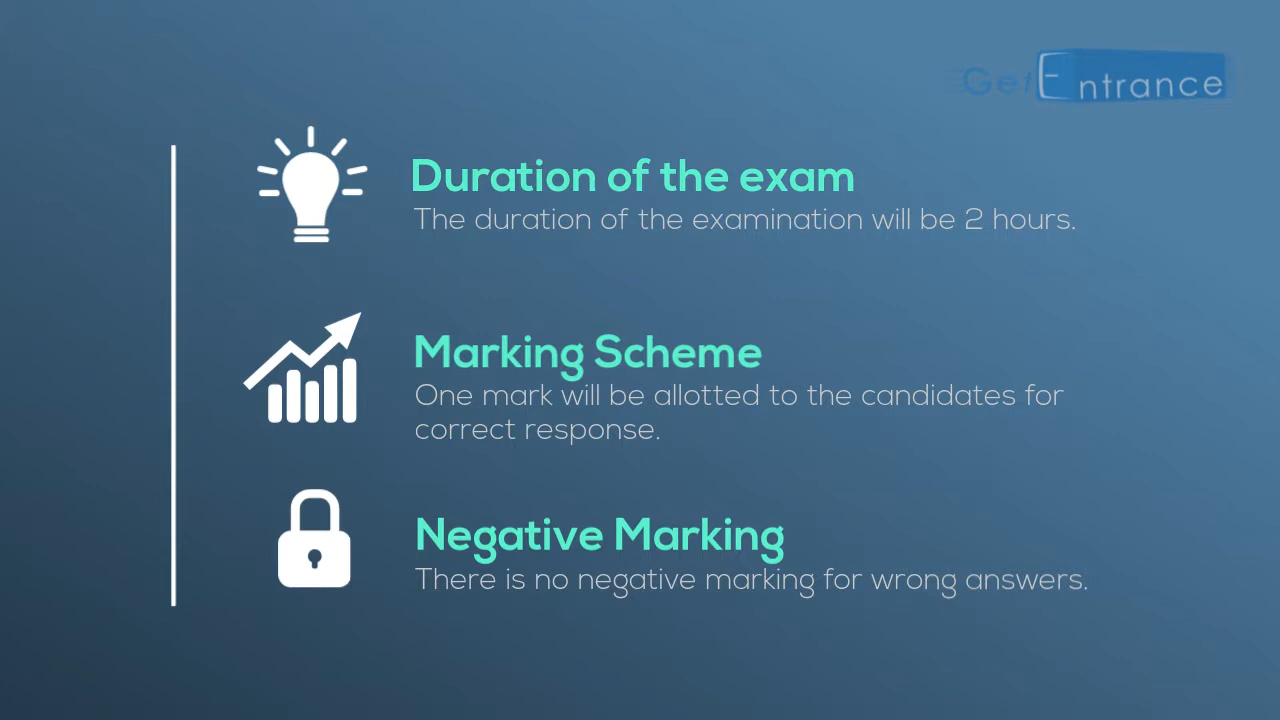 GetEntrance
Duration of the exam
The duration of the examination will be 2 hours.
Marking Scheme
One mark will be allotted to the candidates for
correct response.
Negative Marking
There is no negative marking for wrong answers.